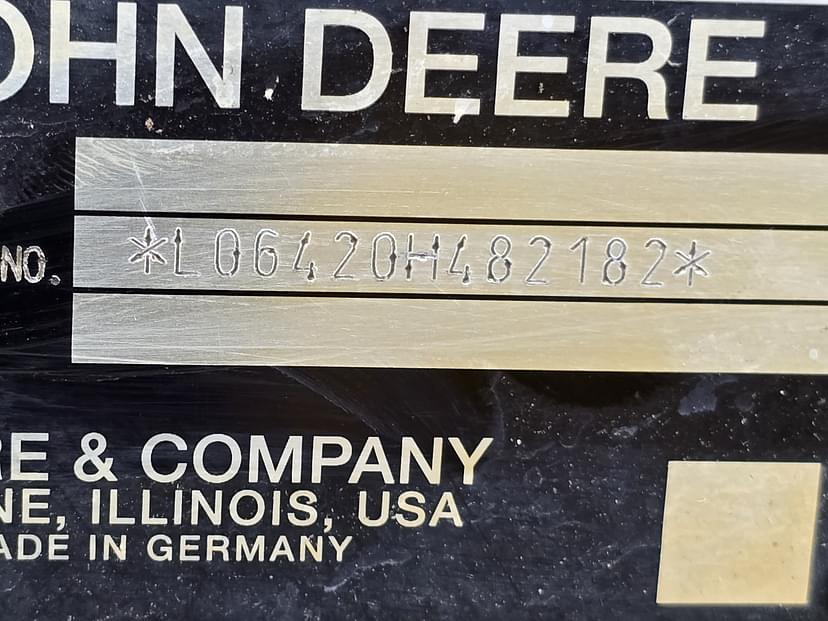 OHN DEERE
NO. *L06420H482182*
RE & COMPANY
NE, ILLINOIS, USA
ADE IN GERMANY